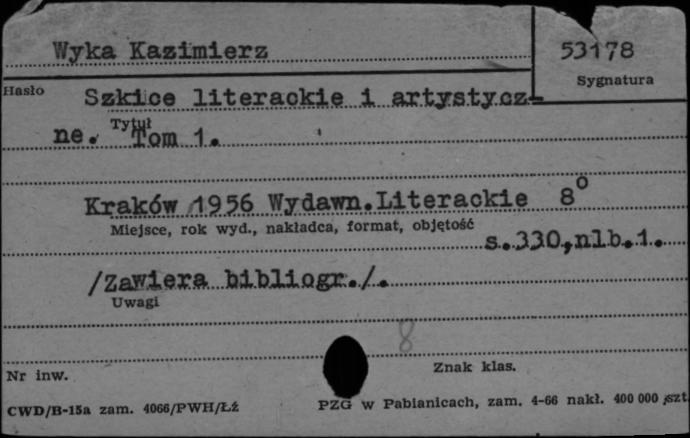 Wyka Kazimierz
53178
Hasło
Sygnatura
Szkice literackie i artystycz-
Tytuł
ne. Tom 1.
Kraków 1956 Wydawn.Literackie 8°
Miejsce, rok wyd., nakładca, format, objętość
s.330,nlb.1.
/Zawiera bibliogr./.
Uwagi
8
Nr inw.
Znak klas.
CWD/B-15a zam. 4066/PWH/Łź
PZG w Pabianicach, zam. 4-66 nakł. 400 000 szt